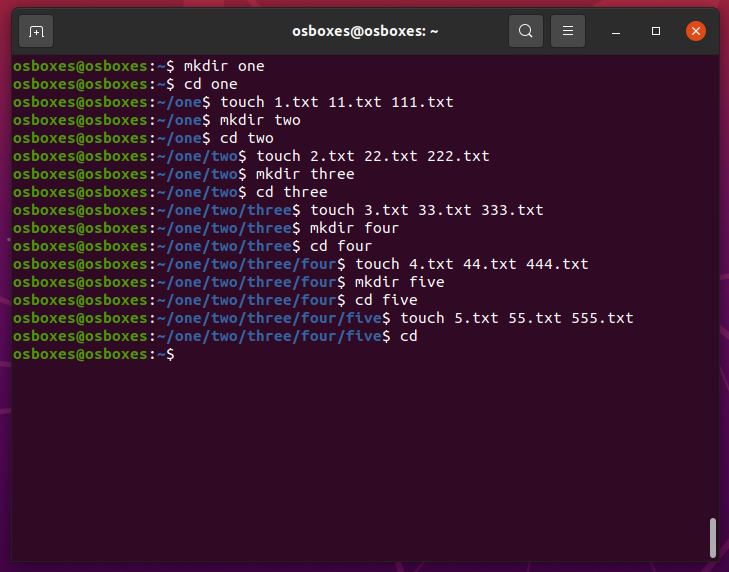 osboxes@osboxes: ~
osboxes@osboxes:~$ mkdir one
osboxes@osboxes:~$ cd one
osboxes@osboxes:~/one$ touch 1.txt 11.txt 111.txt
osboxes@osboxes:~/one$ mkdir two
osboxes@osboxes:~/one$ cd two
osboxes@osboxes:~/one/two$ touch 2.txt 22.txt 222.txt
osboxes@osboxes:~/one/two$ mkdir three
osboxes@osboxes:~/one/two$ cd three
osboxes@osboxes:~/one/two/three$ touch 3.txt 33.txt 333.txt
osboxes@osboxes:~/one/two/three$ mkdir four
osboxes@osboxes:~/one/two/three$ cd four
osboxes@osboxes:~/one/two/three/four$ touch 4.txt 44.txt 444.txt
osboxes@osboxes:~/one/two/three/four$ mkdir five
osboxes@osboxes:~/one/two/three/four$ cd five
osboxes@osboxes:~/one/two/three/four/five$ touch 5.txt 55.txt 555.txt
osboxes@osboxes:~/one/two/three/four/five$ cd
osboxes@osboxes:~$